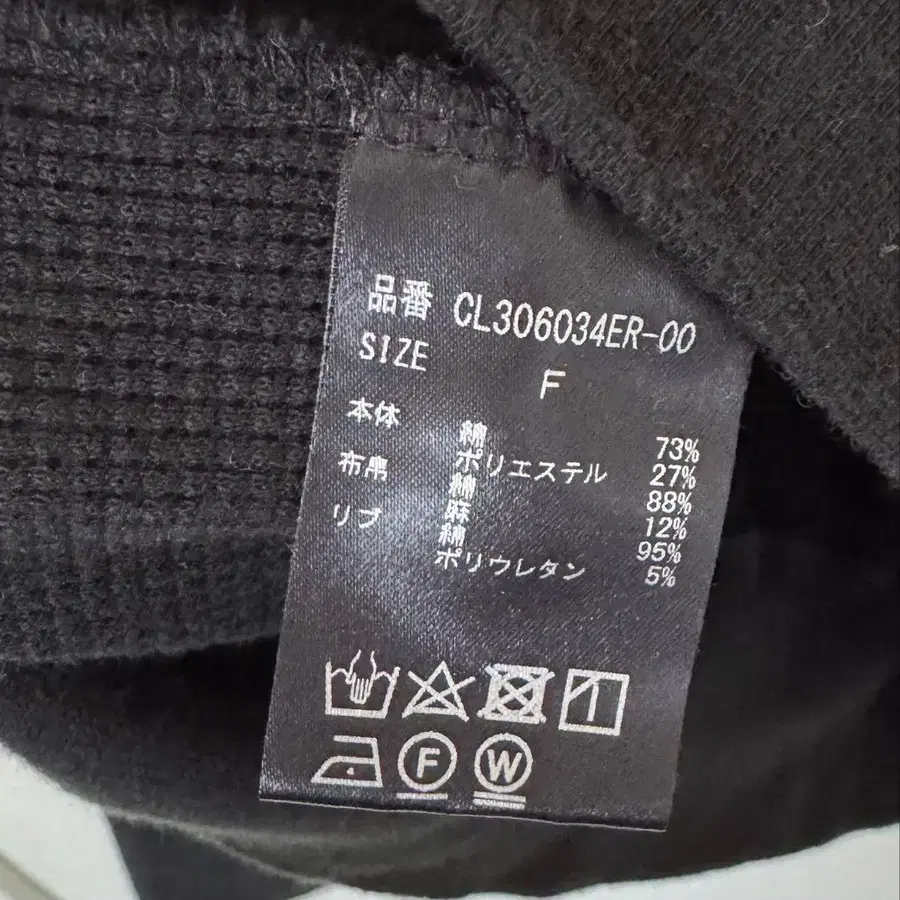 品番 CL306034ER-00
SIZE F
本体 綿 73%
ポリエステル 27%
布帛 綿 88%
麻 12%
リブ 綿 95%
ポリウレタン 5%
F W